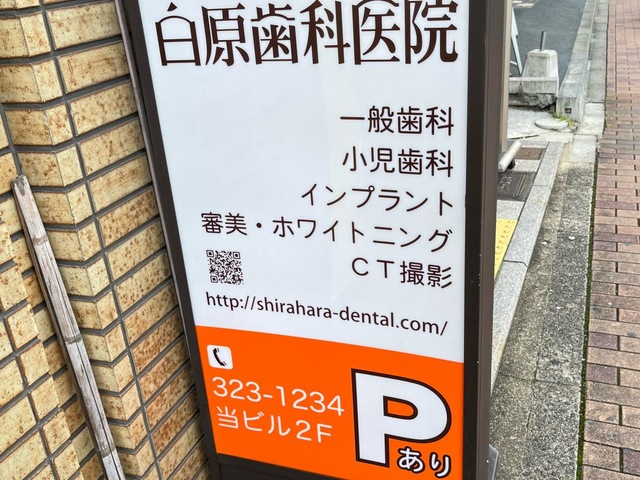 白原歯科医院
一般歯科
小児歯科
インプラント
審美・ホワイトニング
CT撮影
http://shirahara-dental.com/
323-1234
当ビル2F
P
あり